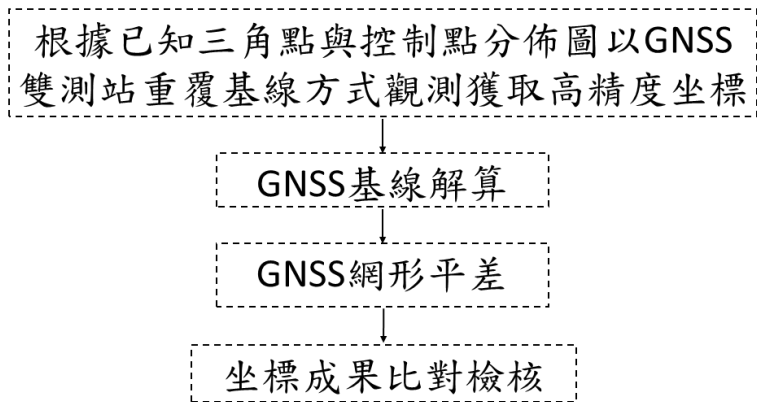 根據已知三角點與控制點分佈圖以GNSS
雙測站重覆基線方式觀測獲取高精度坐標
GNSS基線解算
GNSS網形平差
坐標成果比對檢核